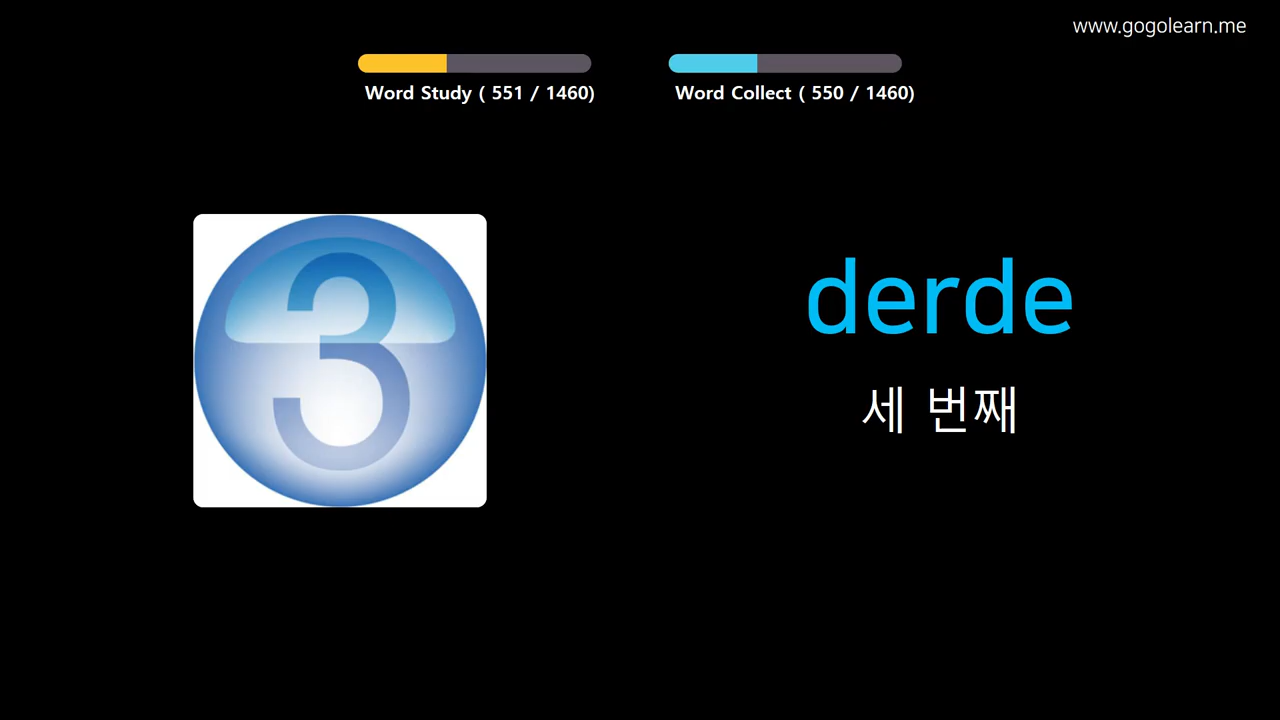 www.gogolearn.me
Word Study ( 551 / 1460)
Word Collect ( 550 / 1460)
3
derde
세 번째